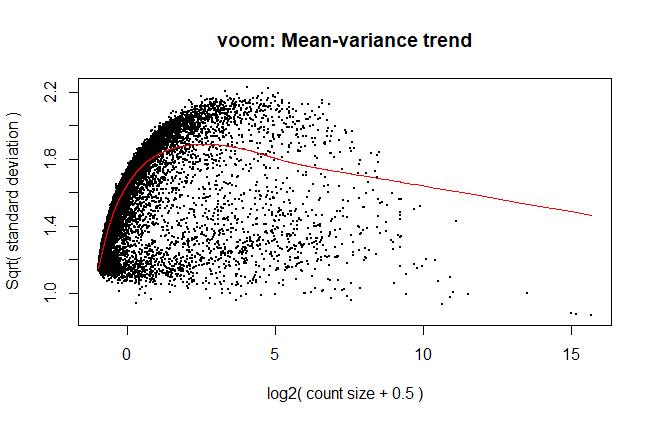 voom: Mean-variance trend
Sqrt( standard deviation )
2.2
1.8
1.4
1.0
0
5
10
15
log2( count size + 0.5 )